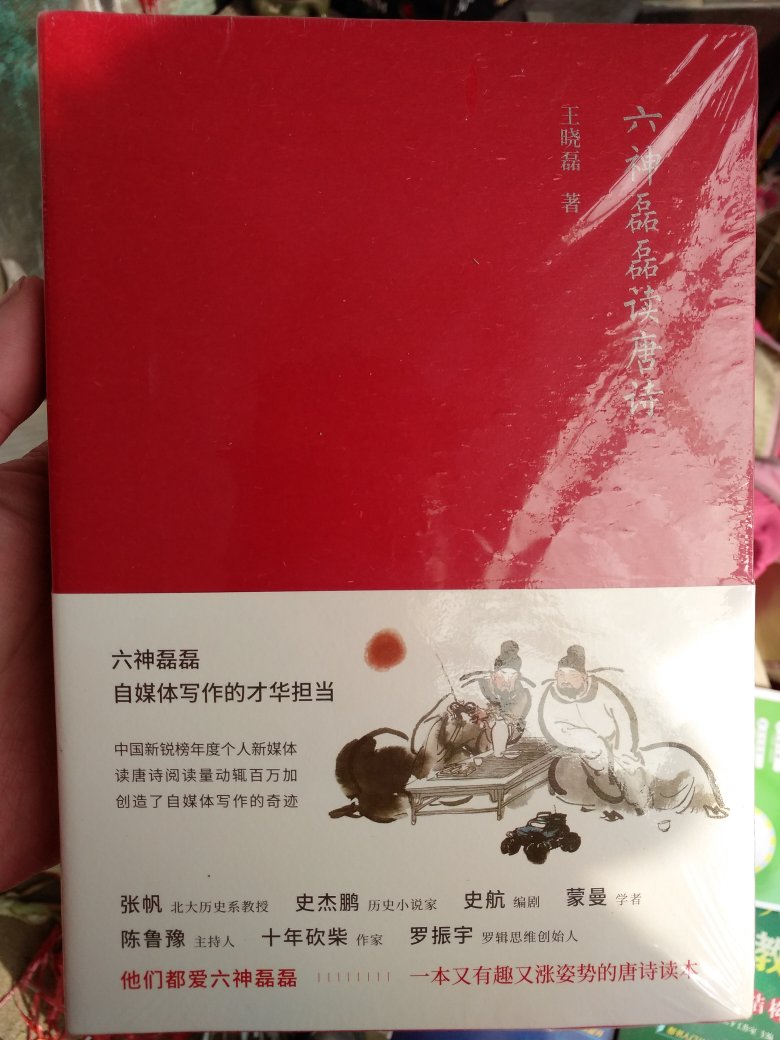 六神磊磊读唐诗
王晓磊 著
六神磊磊
自媒体写作的才华担当
中国新锐榜年度个人新媒体
读唐诗阅读量动辄百万加
创造了自媒体写作的奇迹
张帆 北大历史系教授 史杰鹏 历史小说家 史航 编剧 蒙曼 学者
陈鲁豫 主持人 十年砍柴 作家 罗振宇 罗辑思维创始人
他们都爱六神磊磊 一本又有趣又涨姿势的唐诗读本
教
结构